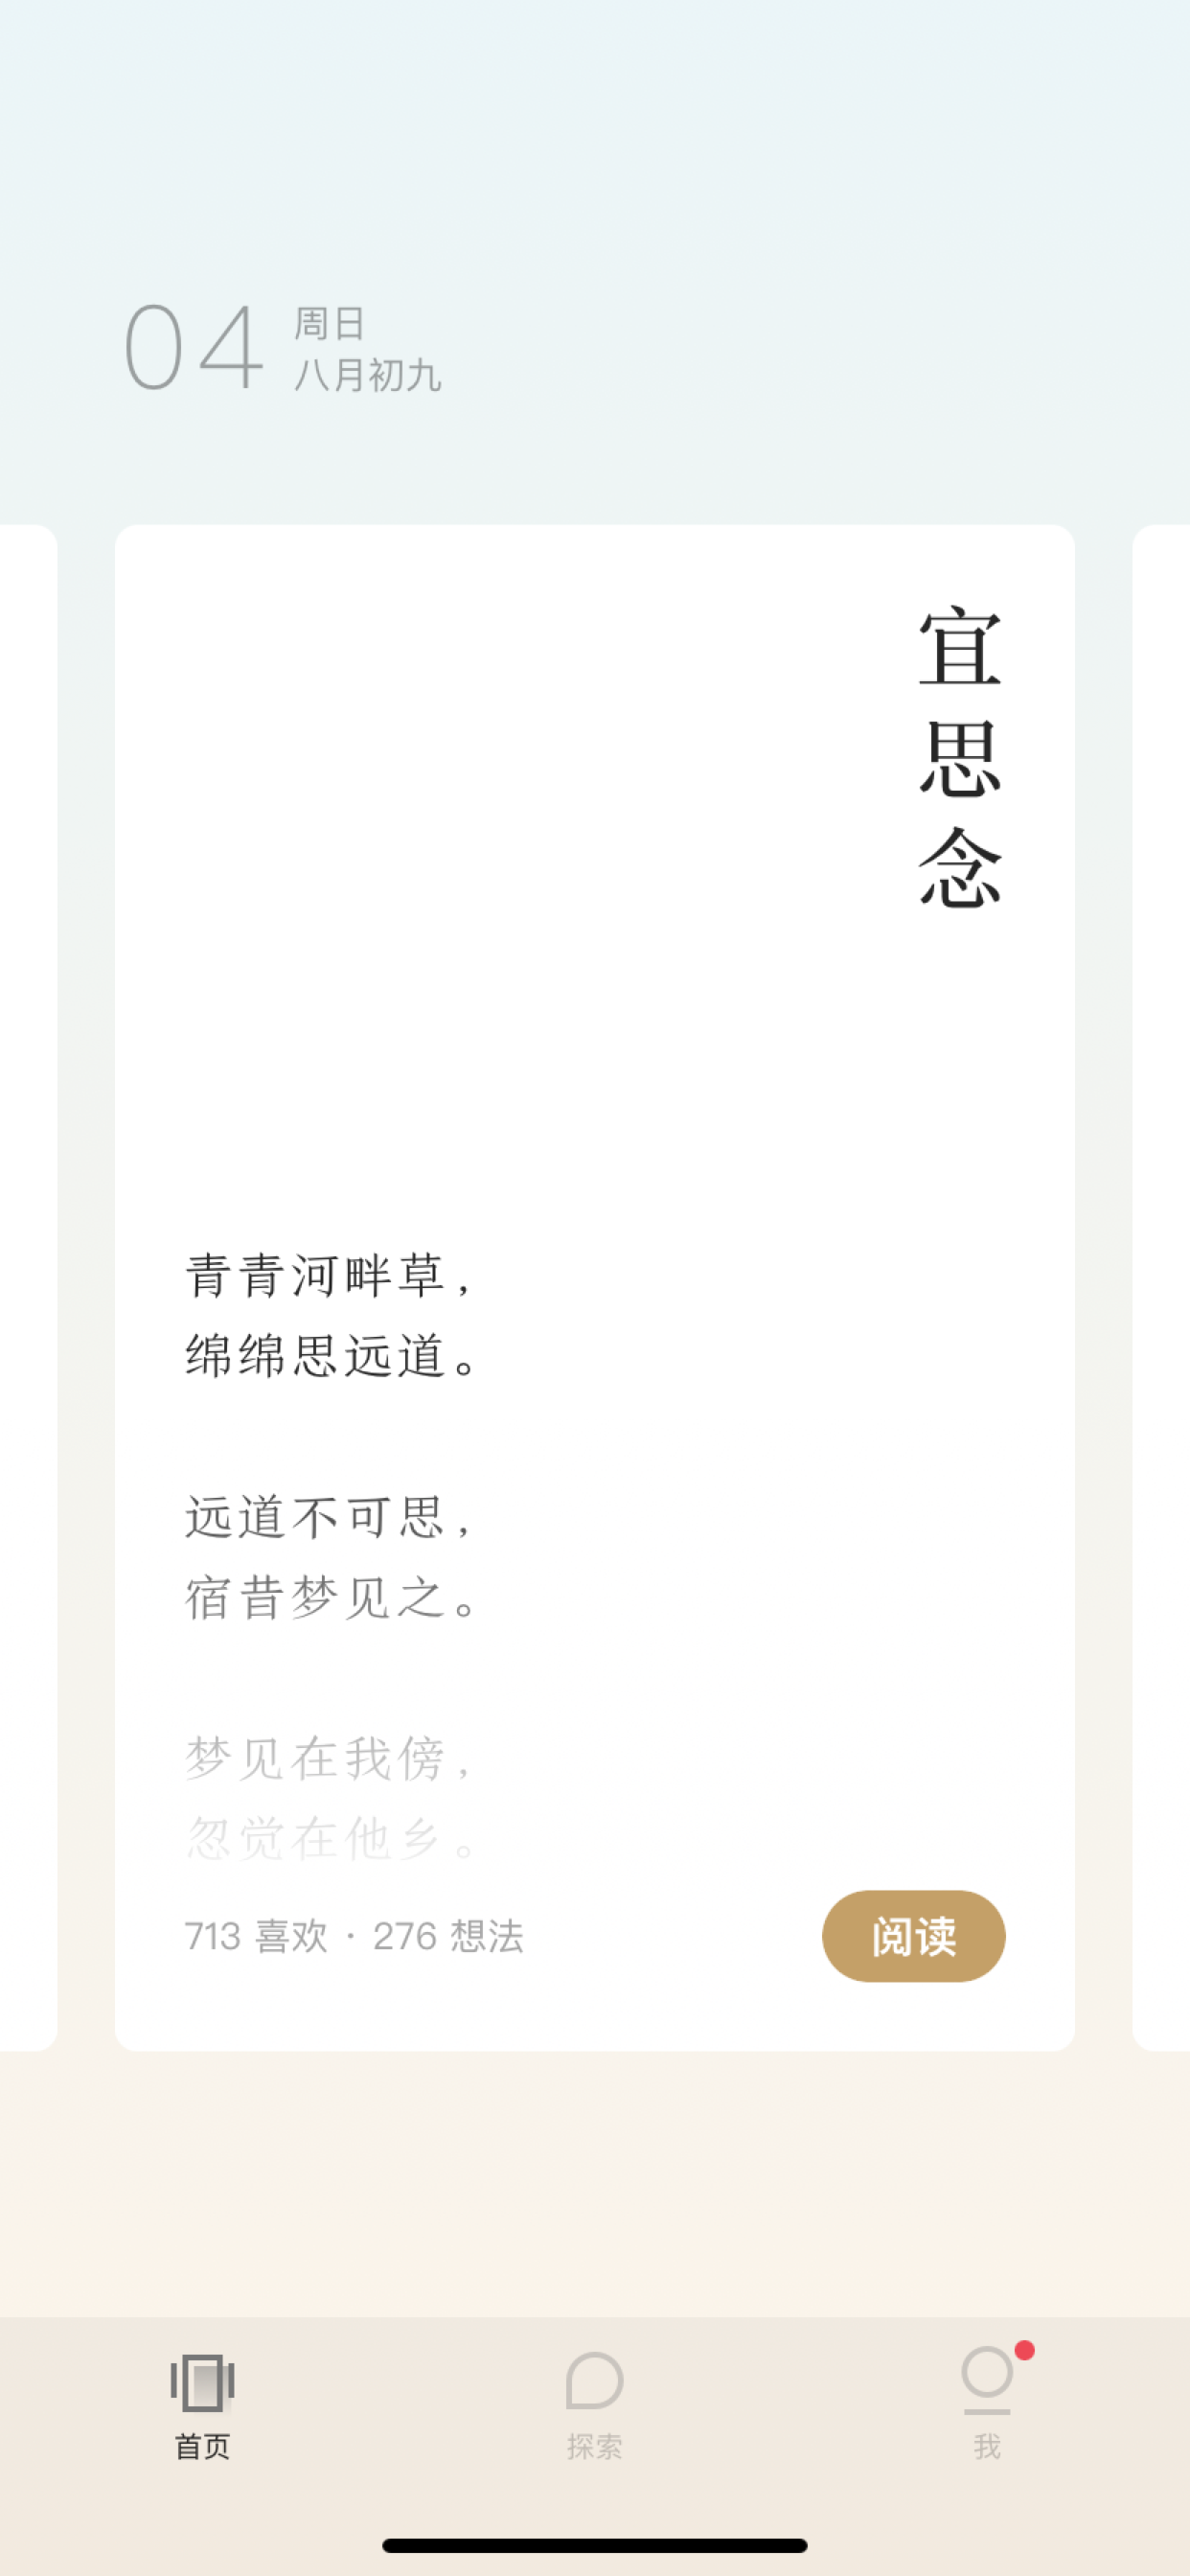 04
周日
八月初九
宜思念
青青河畔草，
绵绵思远道。
远道不可思，
宿昔梦见之。
梦见在我傍，
忽觉在他乡。
713 喜欢 · 276 想法
阅读
首页
探索
我